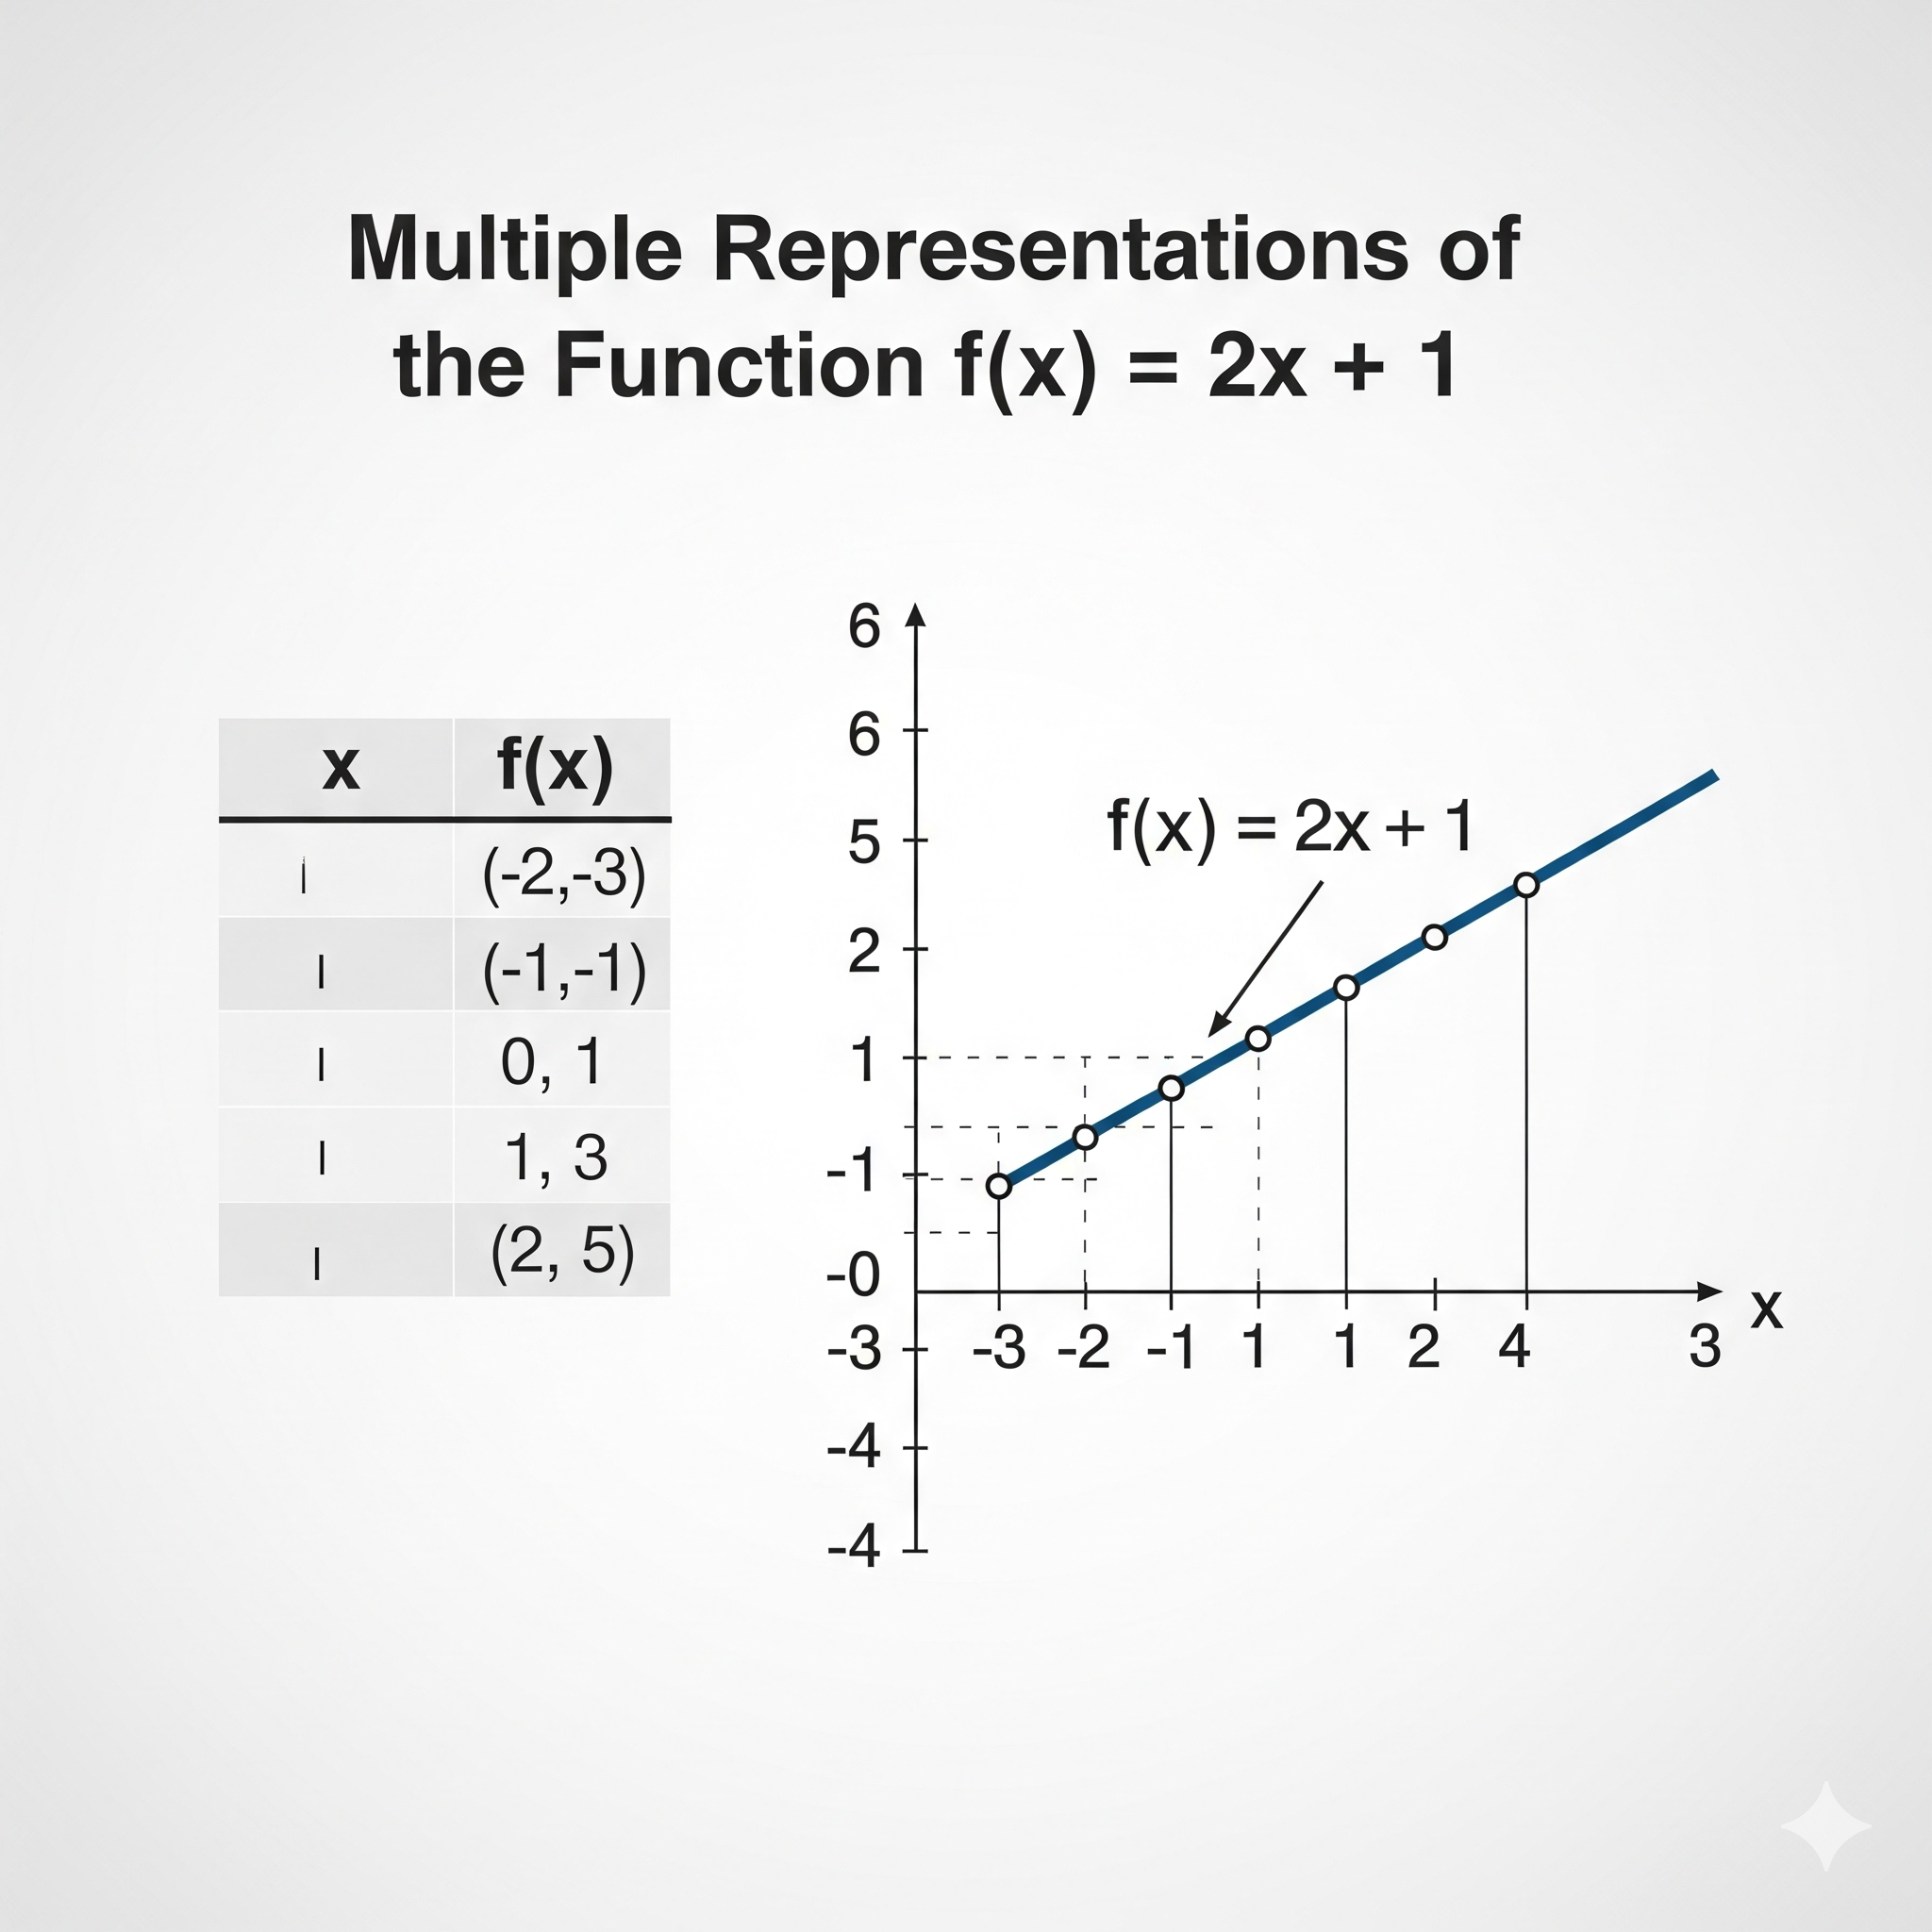 Multiple Representations of
the Function f(x) = 2x + 1
x f(x)
| (-2,-3)
| (-1,-1)
| 0, 1
| 1, 3
| (2, 5)
6
6
5
2
1
-1
-0
-3
-4
-4
f(x) = 2x + 1
-3 -2 -1 1 1 2 4 3 x